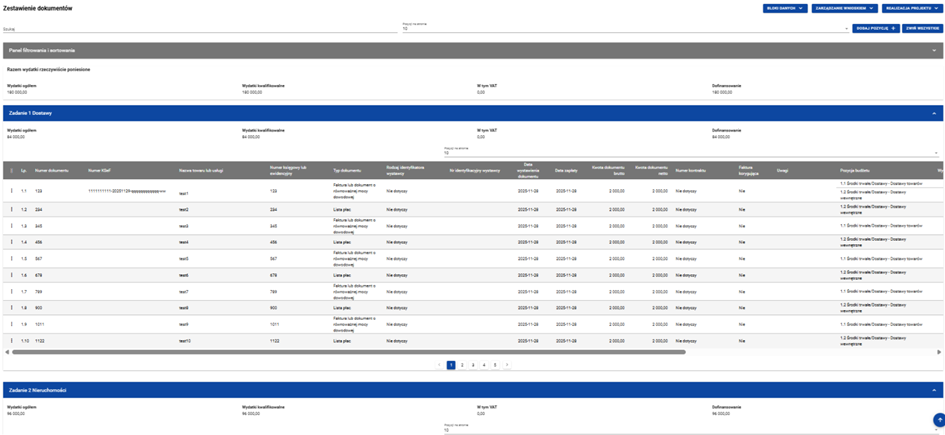 Zestawienie dokumentów
BLOKI DANYCH
ZARZĄDZANIE WNIOSKIEM
REALIZACJA PROJEKTU
Szukaj
Pozycji na stronie
10
DODAJ POZYCJĘ +
ZWIŃ WSZYSTKIE
Panel filtrowania i sortowania
Razem wydatki rzeczywiście poniesione
Wydatki ogółem Wydatki kwalifikowalne W tym VAT Dofinansowanie
180 000,00 180 000,00 0,00 180 000,00
Zadanie 1 Dostawy
Wydatki ogółem Wydatki kwalifikowalne W tym VAT Dofinansowanie
84 000,00 84 000,00 0,00 84 000,00
Pozycji na stronie
10
Lp. Numer dokumentu Numer KSeF Nazwa towaru lub usługi Numer księgowy lub ewidencyjny Typ dokumentu Rodzaj identyfikatora wystawcy Nr identyfikacyjny wystawcy Data wystawienia dokumentu Data zapłaty Kwota dokumentu brutto Kwota dokumentu netto Numer kontraktu Faktura korygująca Uwagi Pozycje budżetu
1.1 123 test1 123 Faktura lub dokument o równoważnej mocy dowodowej Nie dotyczy 2025-11-28 2025-11-28 2 000,00 2 000,00 Nie dotyczy Nie 1.1 Środki trwałe/Dostawy - Dostawy towarów
1.2 Środki trwałe/Dostawy - Dostawy wewnętrzne
1.2 234 test2 234 Lista płac Nie dotyczy 2025-11-28 2025-11-28 2 000,00 2 000,00 Nie dotyczy Nie 1.2 Środki trwałe/Dostawy - Dostawy wewnętrzne
1.3 345 test3 345 Faktura lub dokument o równoważnej mocy dowodowej Nie dotyczy 2025-11-28 2025-11-28 2 000,00 2 000,00 Nie dotyczy Nie 1.1 Środki trwałe/Dostawy - Dostawy towarów
1.4 456 test4 456 Lista płac Nie dotyczy 2025-11-28 2025-11-28 2 000,00 2 000,00 Nie dotyczy Nie 1.2 Środki trwałe/Dostawy - Dostawy wewnętrzne
1.5 567 test5 567 Faktura lub dokument o równoważnej mocy dowodowej Nie dotyczy 2025-11-28 2025-11-28 2 000,00 2 000,00 Nie dotyczy Nie 1.1 Środki trwałe/Dostawy - Dostawy towarów
1.6 678 test6 678 Lista płac Nie dotyczy 2025-11-28 2025-11-28 2 000,00 2 000,00 Nie dotyczy Nie 1.2 Środki trwałe/Dostawy - Dostawy wewnętrzne
1.7 789 test7 789 Faktura lub dokument o równoważnej mocy dowodowej Nie dotyczy 2025-11-28 2025-11-28 2 000,00 2 000,00 Nie dotyczy Nie 1.1 Środki trwałe/Dostawy - Dostawy towarów
1.8 900 test8 900 Lista płac Nie dotyczy 2025-11-28 2025-11-28 2 000,00 2 000,00 Nie dotyczy Nie 1.2 Środki trwałe/Dostawy - Dostawy wewnętrzne
1.9 1011 test9 1011 Faktura lub dokument o równoważnej mocy dowodowej Nie dotyczy 2025-11-28 2025-11-28 2 000,00 2 000,00 Nie dotyczy Nie 1.1 Środki trwałe/Dostawy - Dostawy towarów
1.10 1122 test10 1122 Lista płac Nie dotyczy 2025-11-28 2025-11-28 2 000,00 2 000,00 Nie dotyczy Nie 1.2 Środki trwałe/Dostawy - Dostawy wewnętrzne
1 2 3 4 5
Zadanie 2 Nieruchomości
Wydatki ogółem Wydatki kwalifikowalne W tym VAT Dofinansowanie
96 000,00 96 000,00 0,00 96 000,00
Pozycji na stronie
10